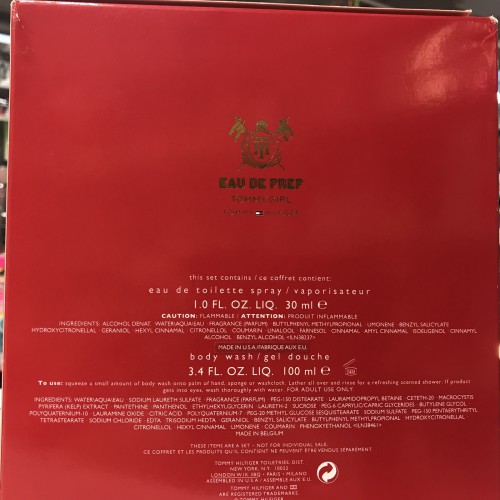 EAU DE PREP
TOMMY GIRL
TOMMY HILFIGER
this set contains / ce coffret contient:
eau de toilette spray / vaporisateur
1.0 FL. OZ. LIQ. 30 ml ℮
CAUTION: FLAMMABLE / ATTENTION: PRODUIT INFLAMMABLE
INGREDIENTS: ALCOHOL DENAT. · WATER\AQUA\EAU · FRAGRANCE (PARFUM) · BUTYLPHENYL METHYLPROPIONAL · LIMONENE · BENZYL SALICYLATE
HYDROXYCITRONELLAL · GERANIOL · HEXYL CINNAMAL · CITRONELLOL · COUMARIN · LINALOOL · FARNESOL · CINNAMAL · AMYL CINNAMAL · ISOEUGENOL · CINNAMYL
ALCOHOL · BENZYL ALCOHOL <ILN38237>
MADE IN U.S.A./FABRIQUE AUX E.U.
body wash / gel douche
3.4 FL. OZ. LIQ. 100 ml ℮
To use: squeeze a small amount of body wash onto palm of hand, sponge or washcloth. Lather all over and rinse for a refreshing scented shower. If product
gets into eyes, wash thoroughly with water. FOR ADULT USE ONLY.
INGREDIENTS: WATER\AQUA\EAU · SODIUM LAURETH SULFATE · FRAGRANCE (PARFUM) · PEG-150 DISTEARATE · LAURAMIDOPROPYL BETAINE · CETETH-20 · MACROCYSTIS
PYRIFERA (KELP) EXTRACT · PANTETHINE · PANTHENOL · ETHYLHEXYLGLYCERIN · LAURETH-2 · SUCROSE · PEG-6 CAPRYLIC/CAPRIC GLYCERIDES · BUTYLENE GLYCOL
POLYQUATERNIUM-10 · LAURAMINE OXIDE · CITRIC ACID · POLYQUATERNIUM-7 · PEG-20 METHYL GLUCOSE SESQUISTEARATE · SODIUM SULFATE · PEG-150 PENTAERYTHRITYL
TETRASTEARATE · SODIUM CHLORIDE · EDTA · TRISODIUM HEDTA · GERANIOL · BENZYL SALICYLATE · BUTYLPHENYL METHYLPROPIONAL · HYDROXYCITRONELLAL
CITRONELLOL · HEXYL CINNAMAL · LIMONENE · COUMARIN · PHENOXYETHANOL
MADE IN BELGIUM
THESE ITEMS ARE A SET - NOT FOR INDIVIDUAL SALE.
CE COFFRET ET LES PRODUITS QU'IL CONTIENT NE PEUVENT ÊTRE VENDUS SÉPARÉMENT
TOMMY HILFIGER TOILETRIES DIST.
NEW YORK, N.Y. 10022
LONDON W1K 3BQ • PARIS • MILANO
ASSEMBLED IN U.S.A / ASSEMBLE AUX E.U.
TOMMY HILFIGER AND
ARE REGISTERED TRADEMARKS